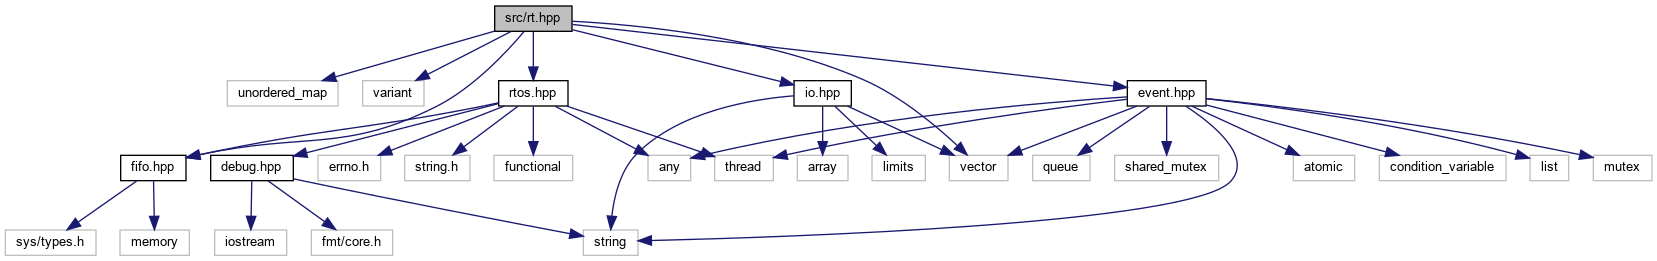 src/rt.hpp
unordered_map
variant
rtos.hpp
io.hpp
event.hpp
fifo.hpp
debug.hpp
errno.h
string.h
functional
any
thread
array
limits
vector
queue
shared_mutex
atomic
condition_variable
list
mutex
sys/types.h
memory
iostream
fmt/core.h
string